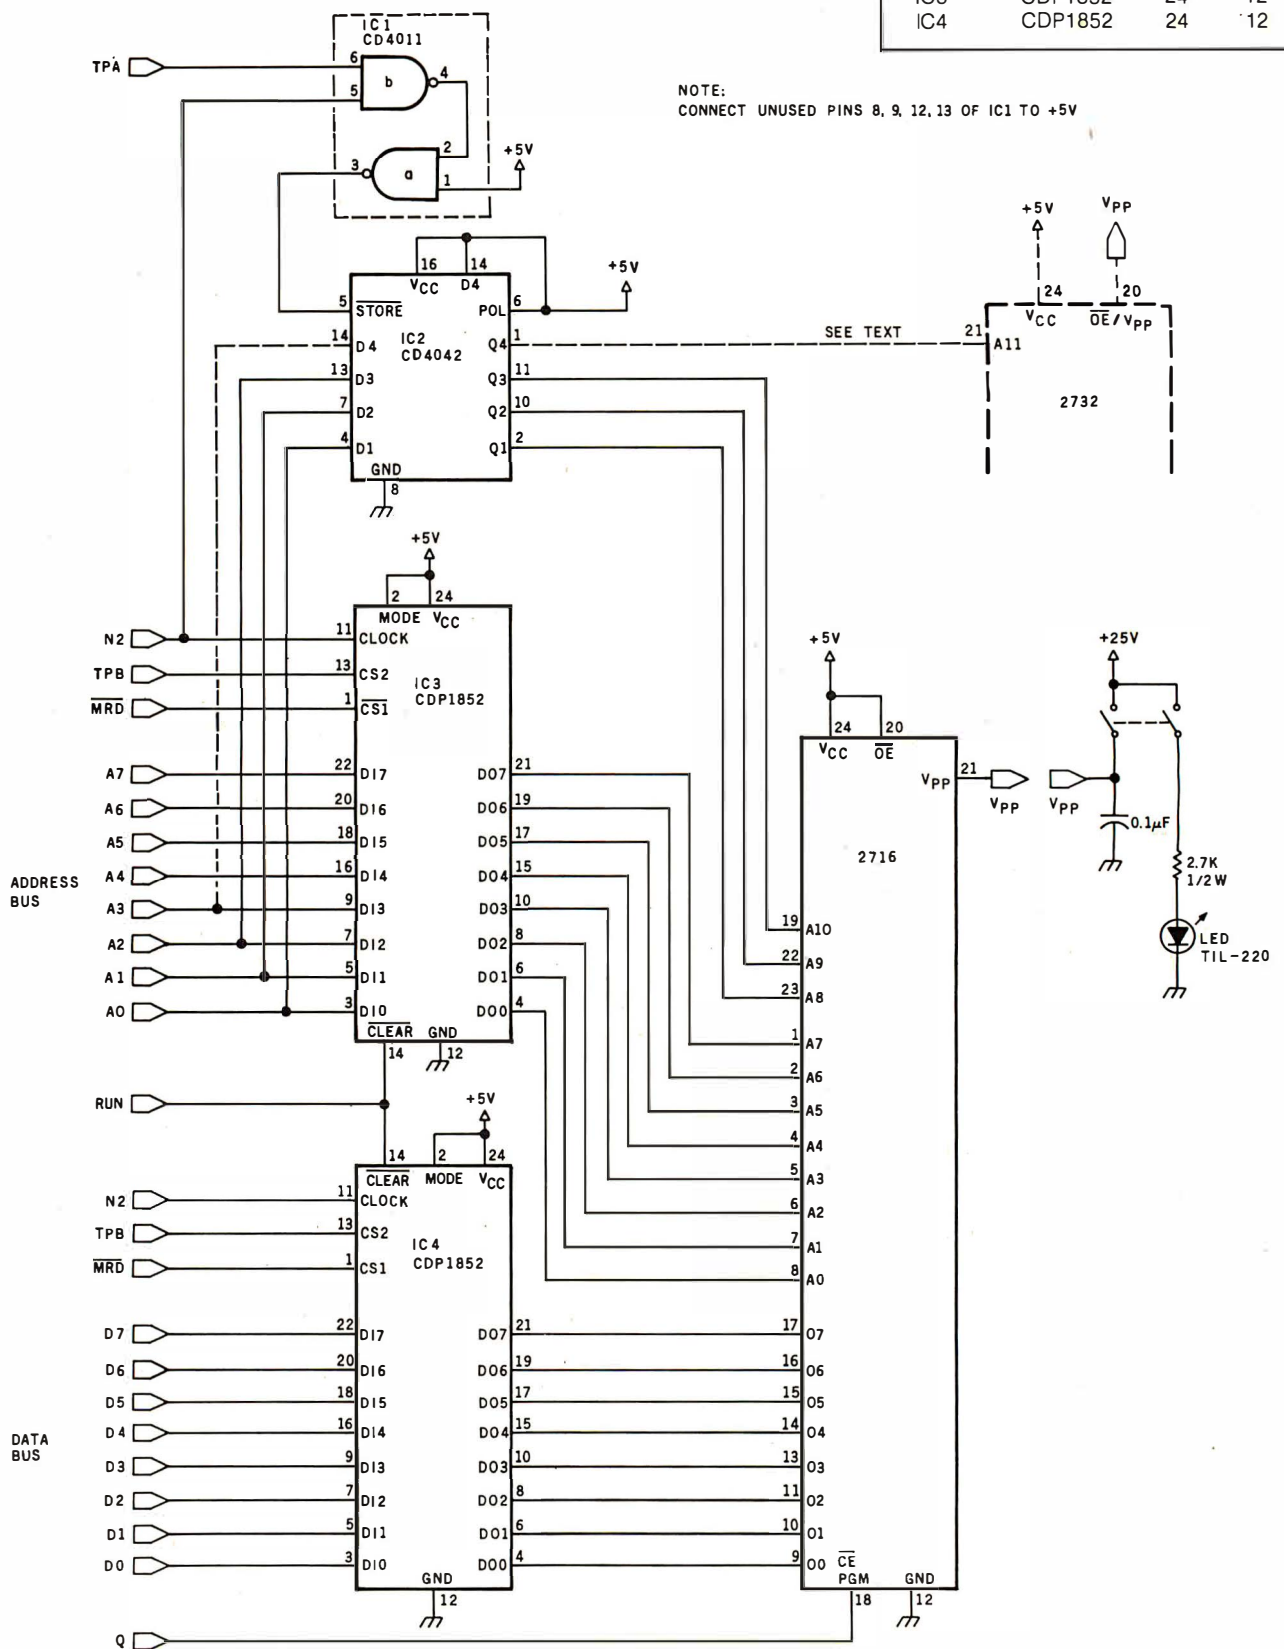 IC3 CDP1852 24 12
IC4 CDP1852 24 12
NOTE:
CONNECT UNUSED PINS 8, 9, 12, 13 OF IC1 TO +5V
IC1
CD4011
TPA
6
5
b
4
3
a
2
1
+5V
+5V
VPP
16
VCC
14
D4
+5V
24
VCC
20
OE/VPP
5 STORE
POL 6
IC2
CD4042
14 D4
Q4 1
SEE TEXT
21 A11
13 D3
Q3 11
7 D2
Q2 10
2732
4 D1
Q1 2
GND
8
+5V
2
MODE
24
VCC
N2
11 CLOCK
TPB
13 CS2
IC3
CDP1852
MRD
1 CS1
+5V
+25V
24
VCC
20
OE
A7
22 DI7
DO7 21
VPP 21
VPP
VPP
A6
20 DI6
DO6 19
0.1µF
A5
18 DI5
DO5 17
2716
2.7K
1/2W
ADDRESS
BUS
A4
16 DI4
DO4 15
A3
9 DI3
DO3 10
19 A10
LED
TIL-220
A2
7 DI2
DO2 8
22 A9
A1
5 DI1
DO1 6
23 A8
A0
3 DI0
DO0 4
CLEAR
GND
14
12
1 A7
2 A6
RUN
+5V
3 A5
4 A4
14
CLEAR
2
MODE
24
VCC
5 A3
N2
11 CLOCK
6 A2
TPB
13 CS2
7 A1
IC4
CDP1852
MRD
1 CS1
8 A0
D7
22 DI7
DO7 21
17 O7
D6
20 DI6
DO6 19
16 O6
D5
18 DI5
DO5 17
15 O5
DATA
BUS
D4
16 DI4
DO4 15
14 O4
D3
9 DI3
DO3 10
13 O3
D2
7 DI2
DO2 8
11 O2
D1
5 DI1
DO1 6
10 O1
D0
3 DI0
DO0 4
9 O0
GND
12
CE
PGM
18
GND
12
Q